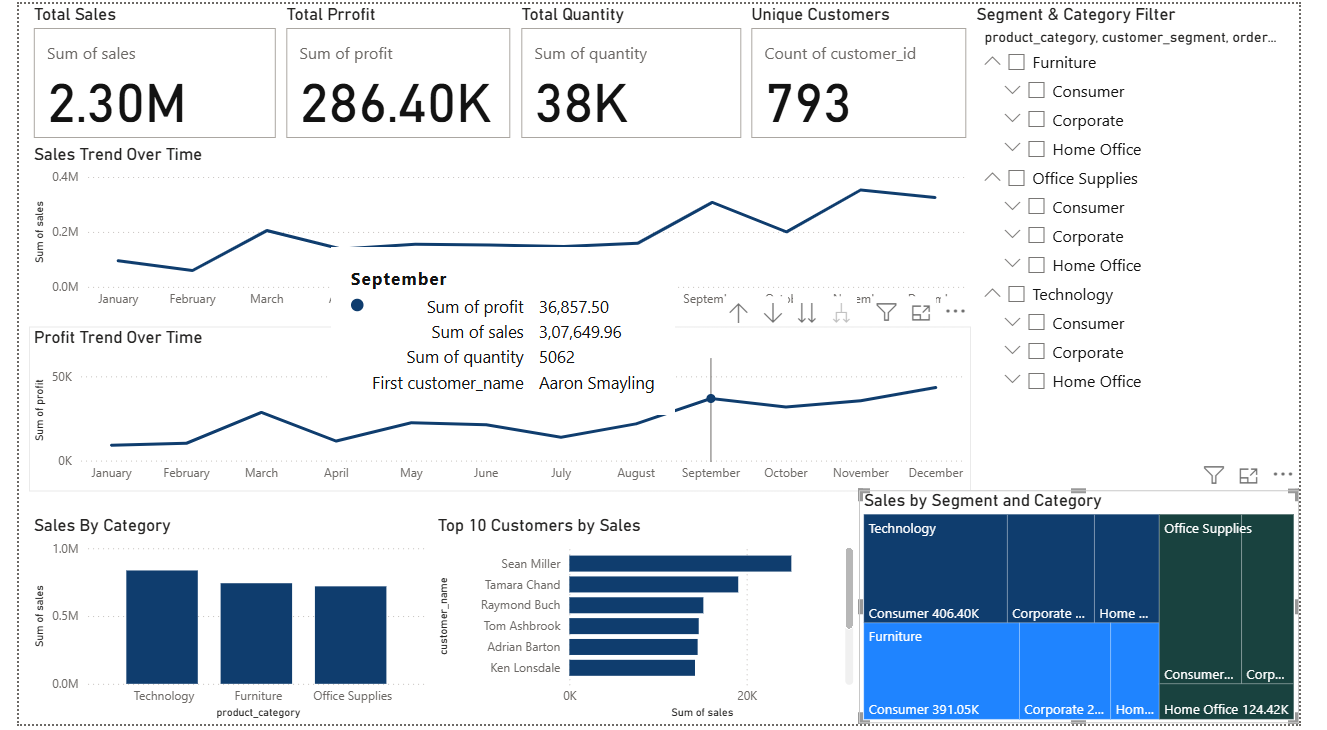 Total Sales
Total Prrofit
Total Quantity
Unique Customers
Segment & Category Filter
Sum of sales
2.30M
Sum of profit
286.40K
Sum of quantity
38K
Count of customer_id
793
product_category, customer_segment, order...
Furniture
Consumer
Corporate
Home Office
Office Supplies
Consumer
Corporate
Home Office
Technology
Consumer
Corporate
Home Office
Sales Trend Over Time
0.4M
0.2M
0.0M
Sum of sales
January
February
March
September
Sum of profit 36,857.50
Sum of sales 3,07,649.96
Sum of quantity 5062
First customer_name Aaron Smayling
Profit Trend Over Time
50K
0K
Sum of profit
January
February
March
April
May
June
July
August
September
October
November
December
Sales By Category
1.0M
0.5M
0.0M
Sum of sales
Technology
Furniture
Office Supplies
product_category
Top 10 Customers by Sales
customer_name
Sean Miller
Tamara Chand
Raymond Buch
Tom Ashbrook
Adrian Barton
Ken Lonsdale
0K
20K
Sum of sales
Sales by Segment and Category
Technology
Consumer 406.40K
Corporate ...
Home ...
Furniture
Consumer 391.05K
Corporate 2...
Hom...
Office Supplies
Consumer...
Corp...
Home Office 124.42K